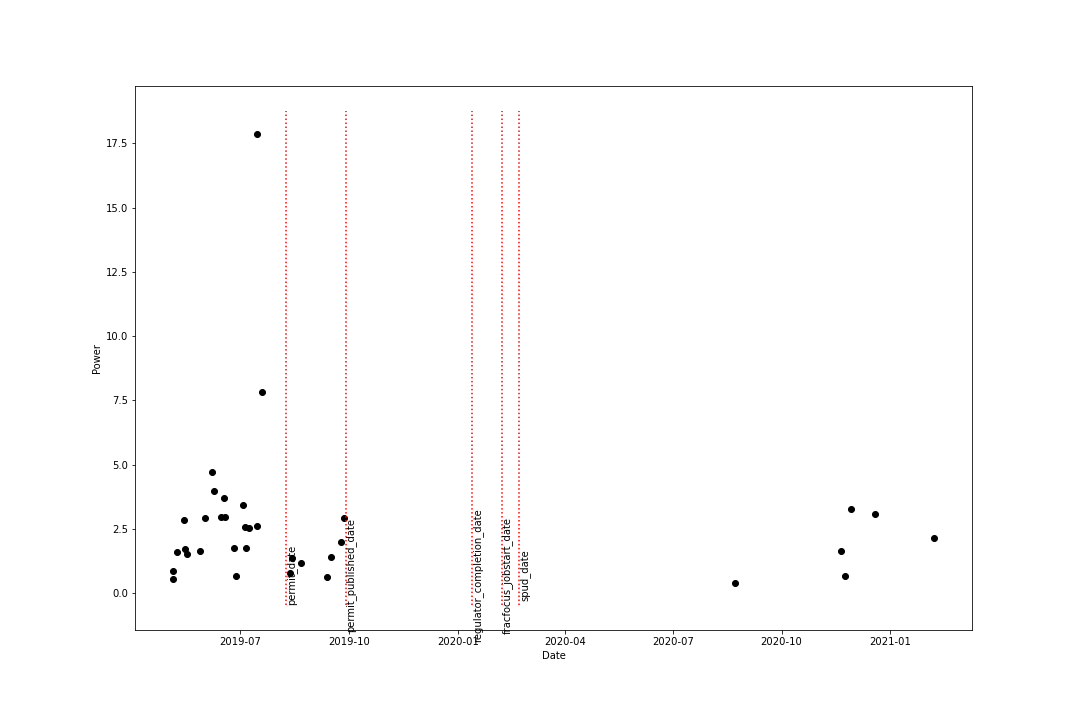 17.5
15.0
12.5
10.0
7.5
5.0
2.5
0.0
Power
permit_date
permit_published_date
regulator_completion_date
fracfocus_jobstart_date
spud_date
2019-07
2019-10
2020-01
2020-04
2020-07
2020-10
2021-01
Date